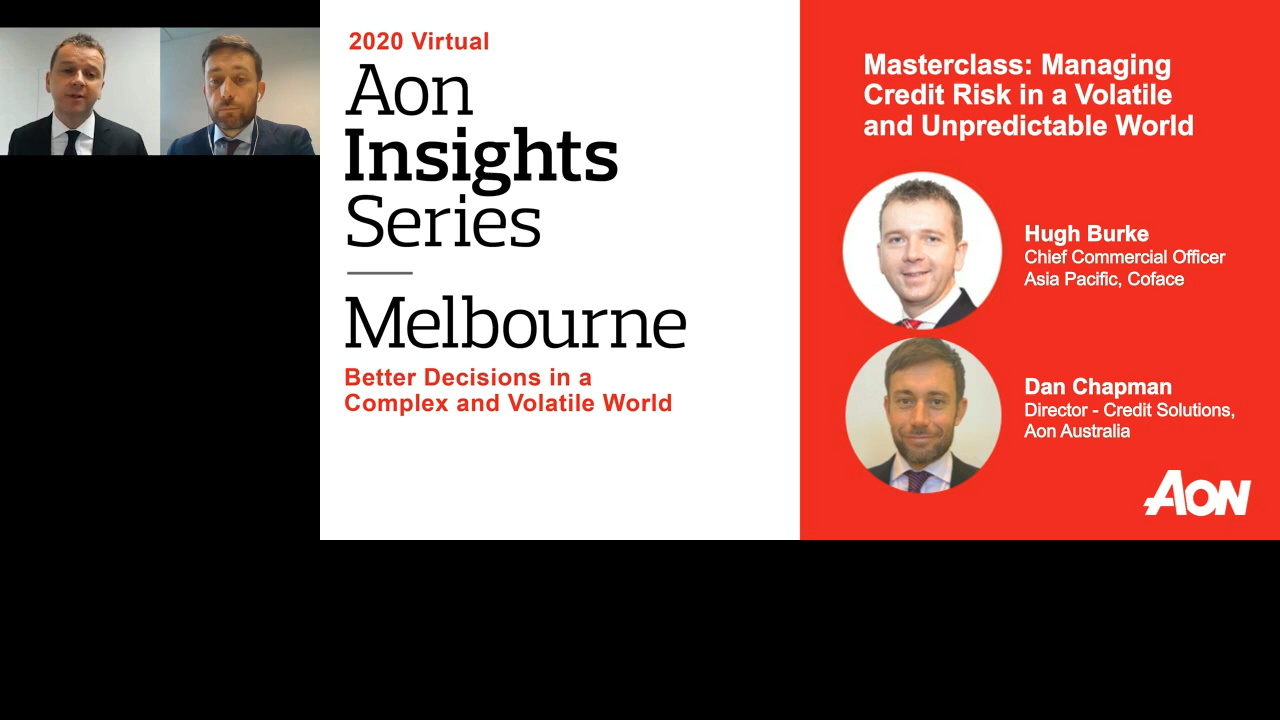 2020 Virtual
Aon
Insights
Series
Melbourne
Better Decisions in a
Complex and Volatile World
Masterclass: Managing
Credit Risk in a Volatile
and Unpredictable World
Hugh Burke
Chief Commercial Officer
Asia Pacific, Coface
Dan Chapman
Director - Credit Solutions,
Aon Australia
AON